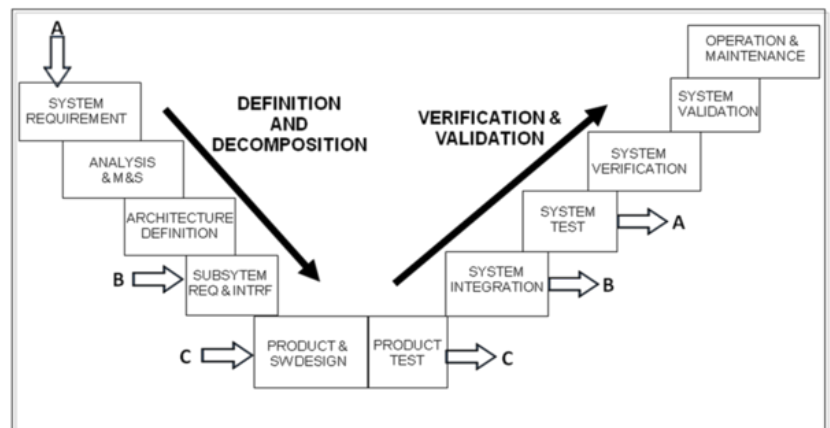 A
SYSTEM
REQUIREMENT
ANALYSIS
& M&S
ARCHITECTURE
DEFINITION
B
SUBSYTEM
REQ & INTRF
C
PRODUCT &
SWDESIGN
DEFINITION
AND
DECOMPOSITION
VERIFICATION &
VALIDATION
PRODUCT
TEST
C
SYSTEM
INTEGRATION
B
SYSTEM
TEST
A
SYSTEM
VERIFICATION
SYSTEM
VALIDATION
OPERATION &
MAINTENANCE